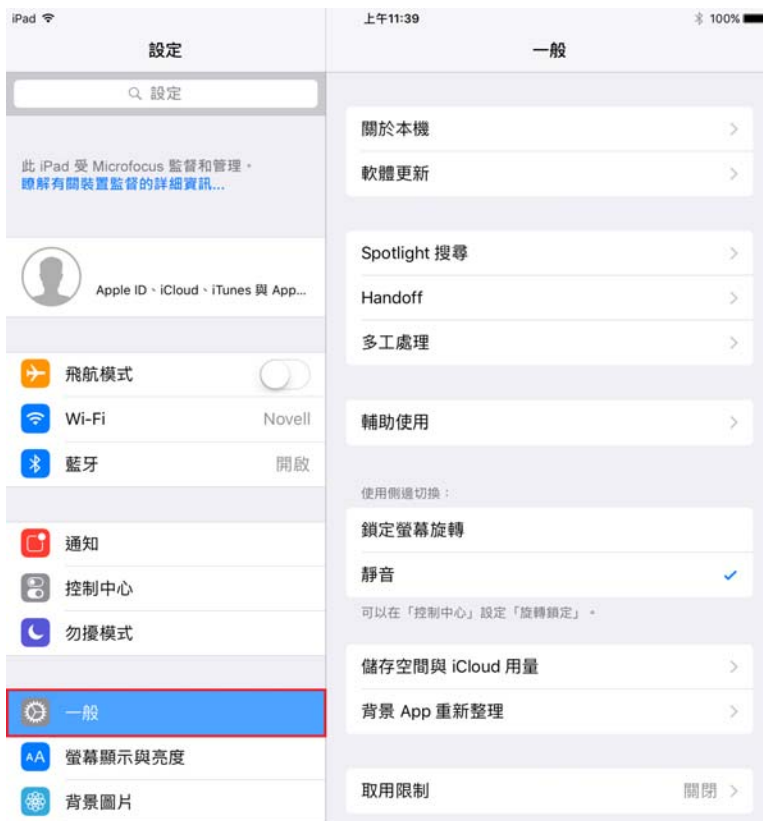 iPad
上午11:39
100%
設定
設定
此 iPad 受 Microfocus 監督和管理。
瞭解有關裝置監督的詳細資訊...
Apple ID、iCloud、iTunes 與 App...
飛航模式
Wi-Fi
Novell
藍牙
開啟
通知
控制中心
勿擾模式
一般
AA
螢幕顯示與亮度
背景圖片
一般
關於本機
軟體更新
Spotlight 搜尋
Handoff
多工處理
輔助使用
使用側邊切換：
鎖定螢幕旋轉
靜音
可以在「控制中心」設定「旋轉鎖定」。
儲存空間與 iCloud 用量
背景 App 重新整理
取用限制
關閉